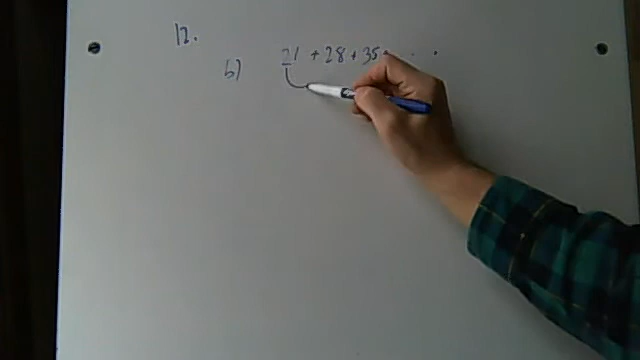 12.
b) 21 + 28 + 35 . . .